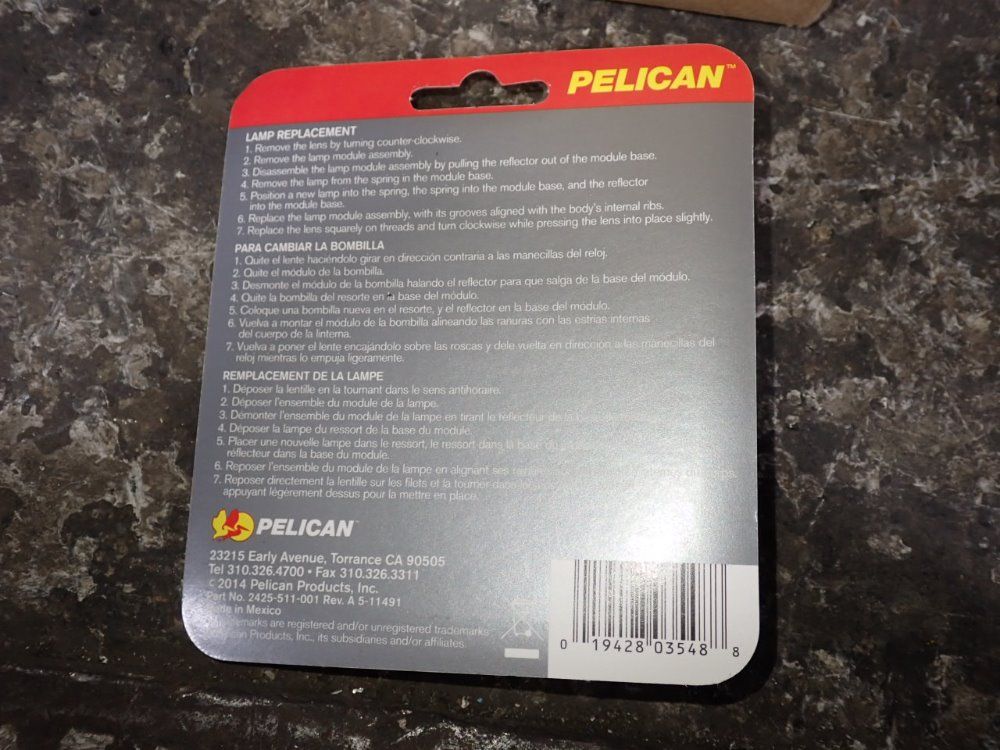 PELICAN™
LAMP REPLACEMENT
1. Remove the lens by turning counter-clockwise.
2. Remove the lamp module assembly.
3. Disassemble the lamp module assembly by pulling the reflector out of the module base.
4. Remove the lamp from the spring in the module base.
5. Position a new lamp into the spring, the spring into the module base, and the reflector
into the module base.
6. Replace the lamp module assembly, with its grooves aligned with the body's internal ribs.
7. Replace the lens squarely on threads and turn clockwise while pressing the lens into place slightly.
PARA CAMBIAR LA BOMBILLA
1. Quite el lente haciéndolo girar en dirección contraria a las manecillas del reloj.
2. Quite el módulo de la bombilla.
3. Desmonte el módulo de la bombilla halando el reflector para que salga de la base del módulo.
4. Quite la bombilla del resorte en la base del módulo.
5. Coloque una bombilla nueva en el resorte, y el reflector en la base del módulo.
6. Vuelva a montar el módulo de la bombilla alineando las ranuras con las estrias internas
del cuerpo de la linterna.
7. Vuelva a poner el lente encajándolo sobre las roscas y dele vuelta en dirección a las manecillas del
reloj mientras lo empuja ligeramente.
REMPLACEMENT DE LA LAMPE
1. Déposer la lentille en la tournant dans le sens antihoraire.
2. Déposer l'ensemble du module de la lampe.
3. Démonter l'ensemble du module de la lampe en tirant le réflecteur de la
4. Déposer la lampe du ressort de la base du module.
5. Placer une nouvelle lampe dans le ressort, le ressort dans la base du
réflecteur dans la base du module.
6. Reposer l'ensemble du module de la lampe en alignant ses
7. Reposer directement la lentille sur les filets et la tourner dans le sens
appuyant légèrement dessus pour la mettre en place.
PELICAN™
23215 Early Avenue, Torrance CA 90505
Tel 310.326.4700 • Fax 310.326.3311
© 2014 Pelican Products, Inc.
Part No. 2425-511-001 Rev. A 5-11491
Made in Mexico
are registered and/or unregistered trademarks
Products, Inc., its subsidiaries and/or affiliates.
0 19428 03548 8